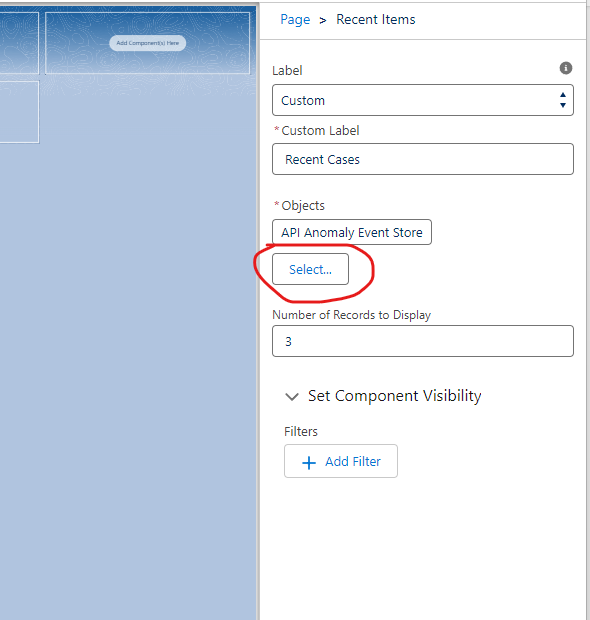 Page > Recent Items
Add Component(s) Here
Label
Custom
* Custom Label
Recent Cases
* Objects
API Anomaly Event Store
Select...
Number of Records to Display
3
Set Component Visibility
Filters
+ Add Filter